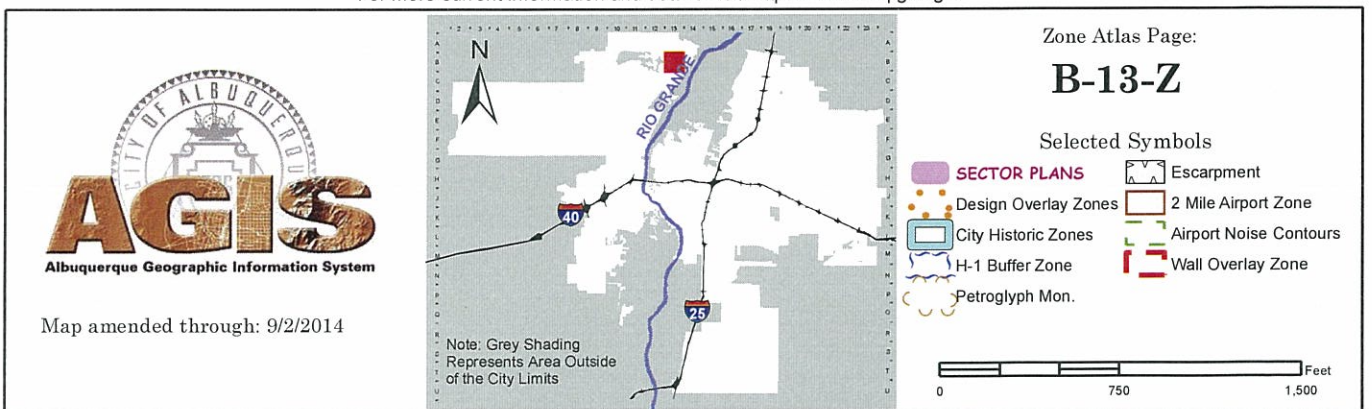 CITY OF ALBUQUERQUE
AGIS
Albuquerque Geographic Information System
Map amended through: 9/2/2014
N
RIO GRANDE
40
25
Note: Grey Shading
Represents Area Outside
of the City Limits
Zone Atlas Page:
B-13-Z
Selected Symbols
SECTOR PLANS
Design Overlay Zones
City Historic Zones
H-1 Buffer Zone
Petroglyph Mon.
Escarpment
2 Mile Airport Zone
Airport Noise Contours
Wall Overlay Zone
0 750 1,500
Feet